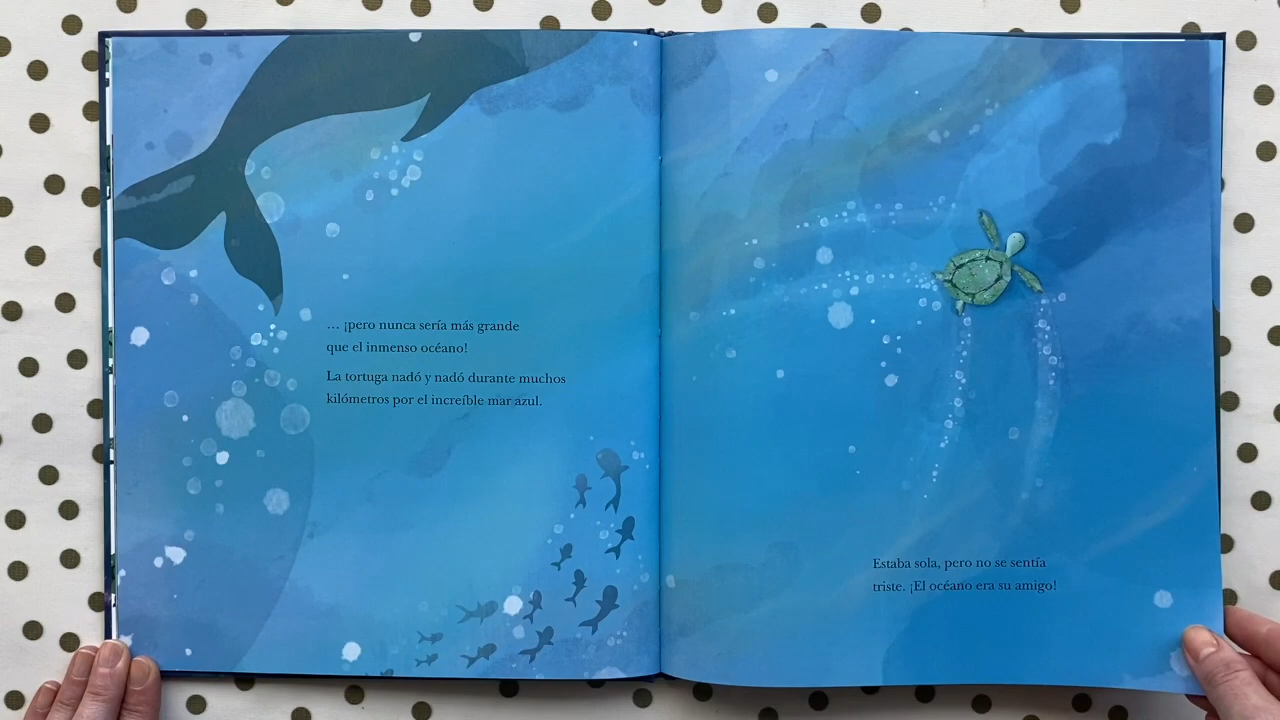 … ¡pero nunca sería más grande
que el inmenso océano!
La tortuga nadó y nadó durante muchos
kilómetros por el increíble mar azul.
Estaba sola, pero no se sentía
triste. ¡El océano era su amigo!